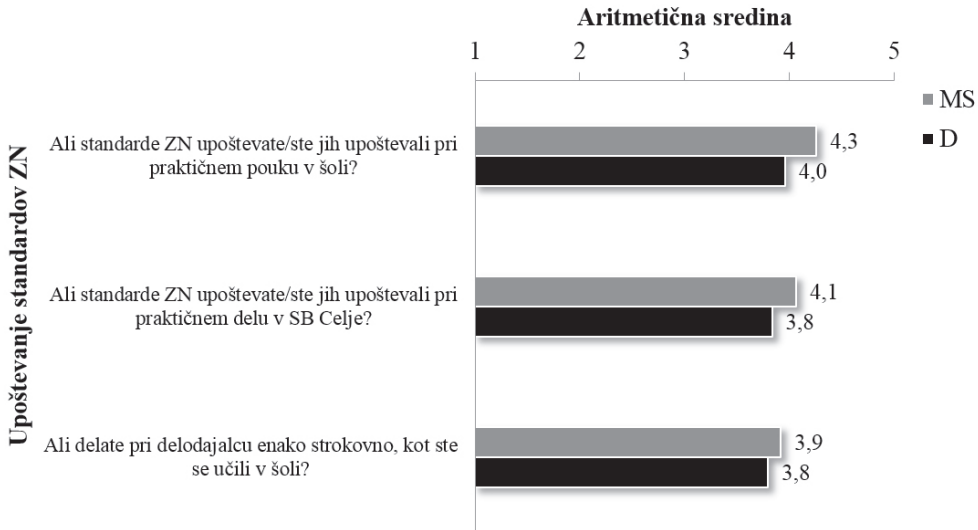 Aritmetična sredina
1 2 3 4 5
MS
D
Upoštevanje standardov ZN
Ali standarde ZN upoštevate/ste jih upoštevali pri
praktičnem pouku v šoli?
4,3
4,0
Ali standarde ZN upoštevate/ste jih upoštevali pri
praktičnem delu v SB Celje?
4,1
3,8
Ali delate pri delodajalcu enako strokovno, kot ste
se učili v šoli?
3,9
3,8